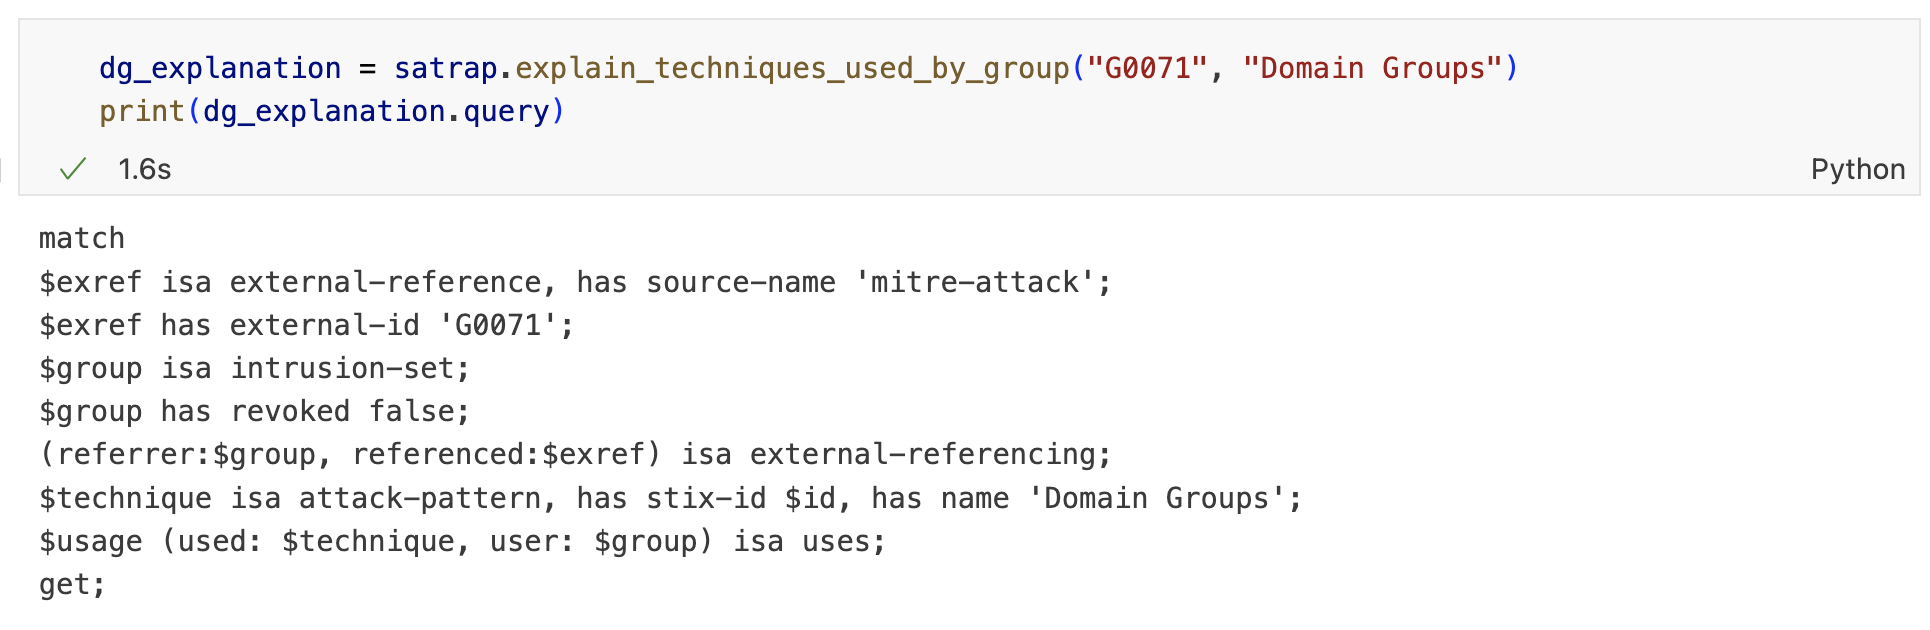 dg_explanation = satrap.explain_techniques_used_by_group("G0071", "Domain Groups")
print(dg_explanation.query)
1.6s
Python
match
$exref isa external-reference, has source-name 'mitre-attack';
$exref has external-id 'G0071';
$group isa intrusion-set;
$group has revoked false;
(referrer:$group, referenced:$exref) isa external-referencing;
$technique isa attack-pattern, has stix-id $id, has name 'Domain Groups';
$usage (used: $technique, user: $group) isa uses;
get;